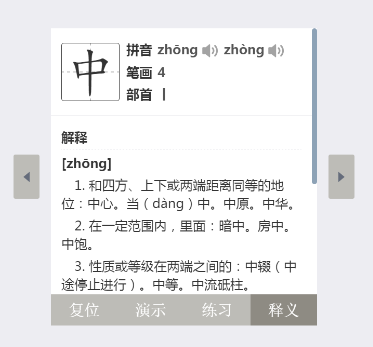 中
拼音 zhōng zhòng
笔画 4
部首 丨
解释
[zhōng]
1. 和四方、上下或两端距离同等的地
位：中心。当（dàng）中。中原。中华。
2. 在一定范围内，里面：暗中。房中。
中饱。
3. 性质或等级在两端之间的：中辍（中
途停止进行）。中等。中流砥柱。
复位 演示 练习 释义